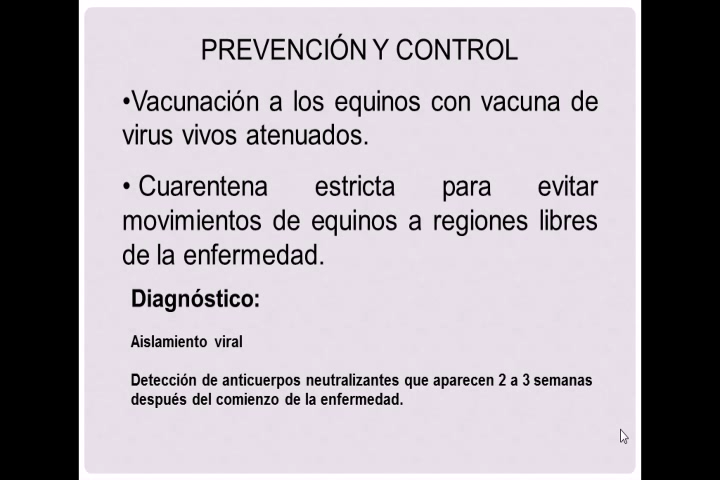 PREVENCIÓN Y CONTROL
•Vacunación a los equinos con vacuna de
virus vivos atenuados.
• Cuarentena estricta para evitar
movimientos de equinos a regiones libres
de la enfermedad.
Diagnóstico:
Aislamiento viral
Detección de anticuerpos neutralizantes que aparecen 2 a 3 semanas
después del comienzo de la enfermedad.